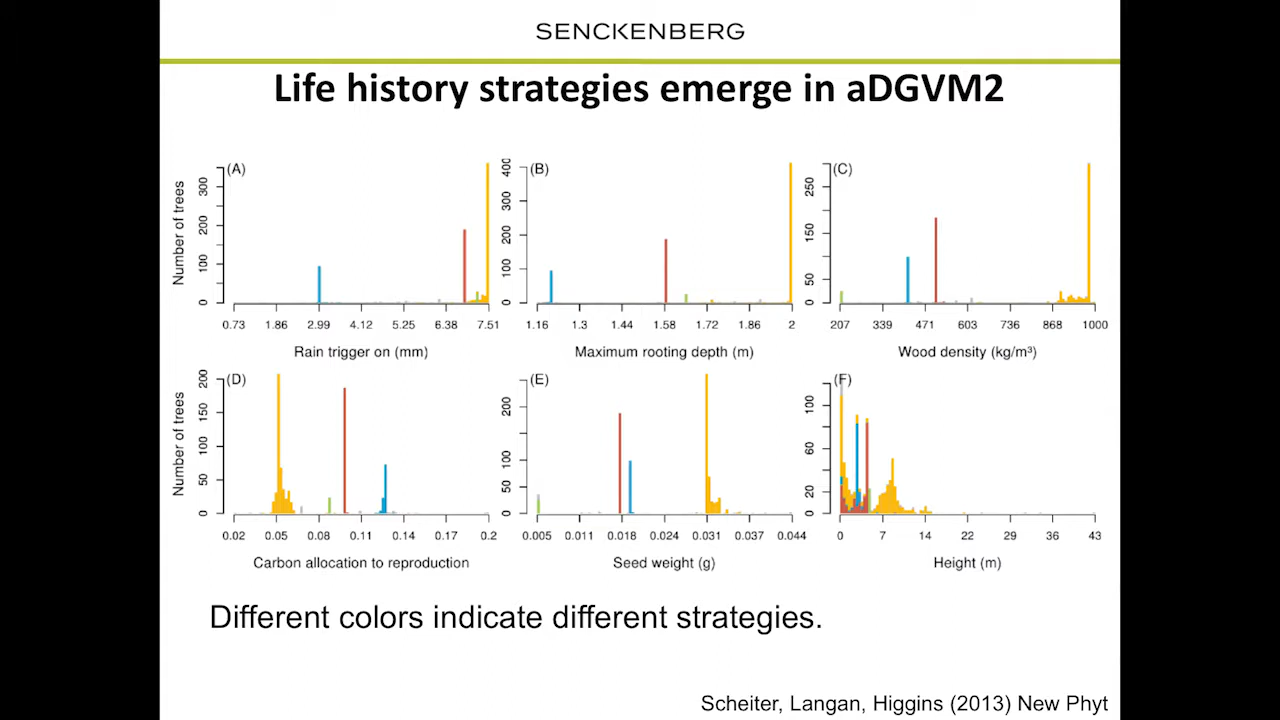 SENCKENBERG
Life history strategies emerge in aDGVM2
(A)
Number of trees
0 100 200 300
0.73 1.86 2.99 4.12 5.25 6.38 7.51
Rain trigger on (mm)
(B)
0 100 200 300 400
1.16 1.3 1.44 1.58 1.72 1.86 2
Maximum rooting depth (m)
(C)
0 50 150 250
207 339 471 603 736 868 1000
Wood density (kg/m³)
(D)
Number of trees
0 50 100 150 200
0.02 0.05 0.08 0.11 0.14 0.17 0.2
Carbon allocation to reproduction
(E)
0 50 100 200
0.005 0.011 0.018 0.024 0.031 0.037 0.044
Seed weight (g)
(F)
0 20 60 100
0 7 14 22 29 36 43
Height (m)
Different colors indicate different strategies.
Scheiter, Langan, Higgins (2013) New Phyt